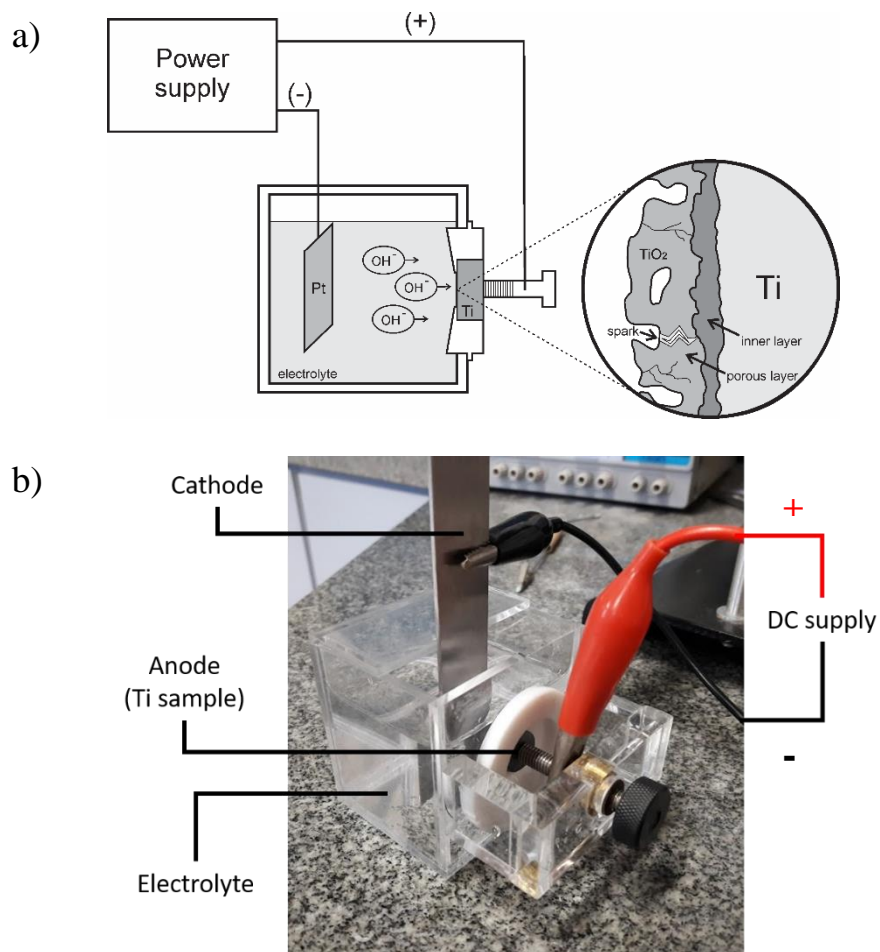 a)
(+)
Power
supply
(-)
OH⁻
OH⁻
OH⁻
Pt
Ti
electrolyte
TiO₂
Ti
spark
inner layer
porous layer
b)
Cathode
+
DC supply
Anode
(Ti sample)
-
Electrolyte